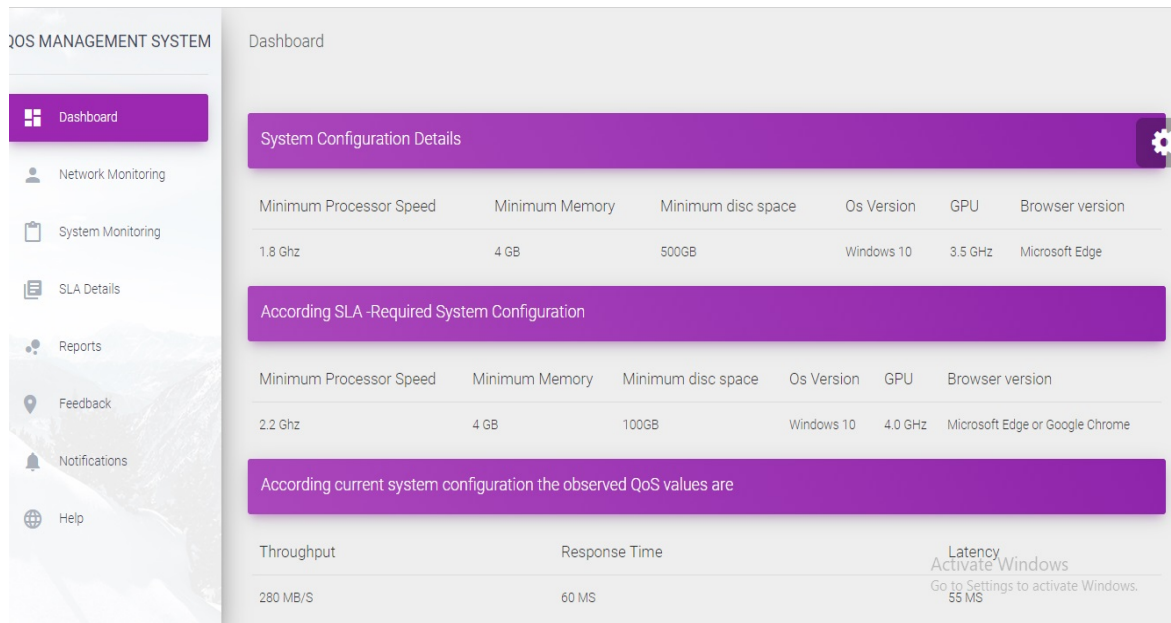 QOS MANAGEMENT SYSTEM
Dashboard
Network Monitoring
System Monitoring
SLA Details
Reports
Feedback
Notifications
Help
Dashboard
System Configuration Details
Minimum Processor Speed Minimum Memory Minimum disc space Os Version GPU Browser version
1.8 Ghz 4 GB 500GB Windows 10 3.5 GHz Microsoft Edge
According SLA -Required System Configuration
Minimum Processor Speed Minimum Memory Minimum disc space Os Version GPU Browser version
2.2 Ghz 4 GB 100GB Windows 10 4.0 GHz Microsoft Edge or Google Chrome
According current system configuration the observed QoS values are
Throughput Response Time Latency
280 MB/S 60 MS 55 MS
Activate Windows
Go to Settings to activate Windows.